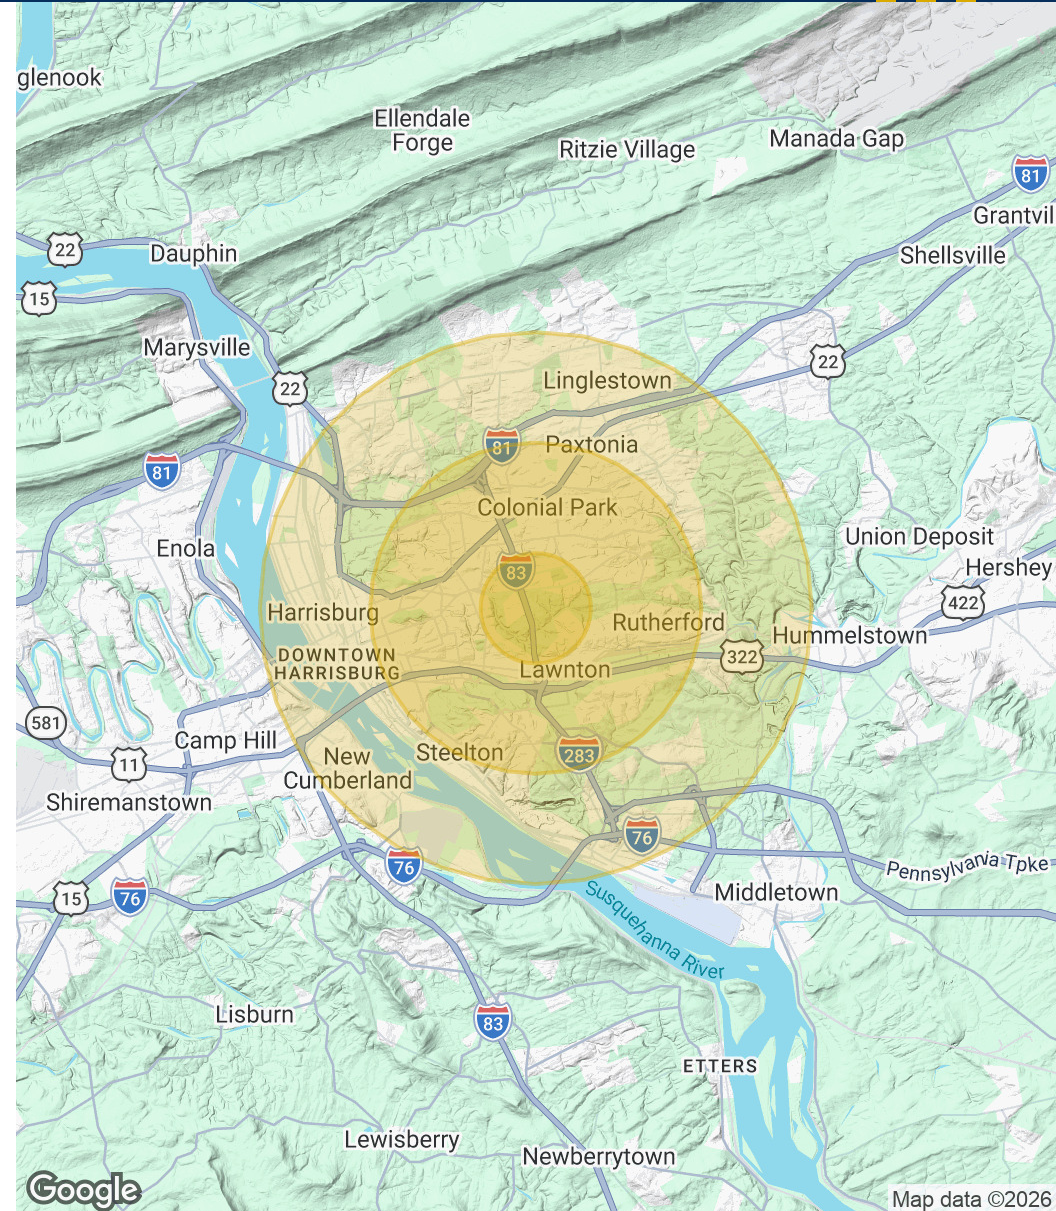 glenook
Ellendale
Forge
Ritzie Village
Manada Gap
81
Grantvil
22
Dauphin
Shellsville
15
Marysville
22
22
Linglestown
81
Paxtonia
81
Colonial Park
Union Deposit
Enola
Hershey
83
422
Harrisburg
Rutherford
Hummelstown
DOWNTOWN
HARRISBURG
322
Lawnton
581
Camp Hill
Steelton
283
11
New
Cumberland
Shiremanstown
76
76
Pennsylvania Tpke
15
76
Middletown
Susquehanna River
Lisburn
83
ETTERS
Lewisberry
Newberrytown
Google
Map data ©2026